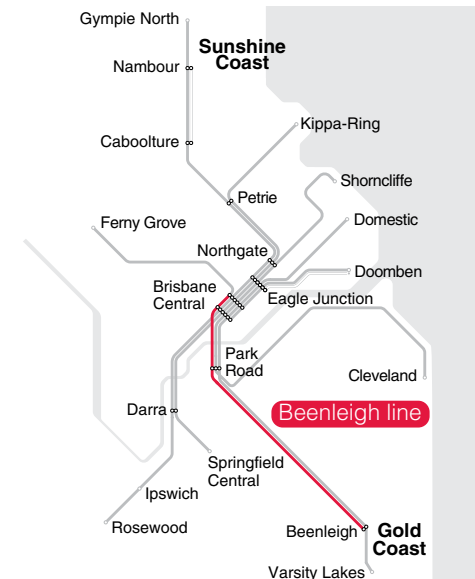 Gympie North
Sunshine
Coast
Nambour
Kippa-Ring
Caboolture
Shorncliffe
Petrie
Ferny Grove
Domestic
Northgate
Doomben
Brisbane
Central
Eagle Junction
Park
Road
Cleveland
Darra
Beenleigh line
Springfield
Central
Ipswich
Rosewood
Beenleigh
Gold
Coast
Varsity Lakes